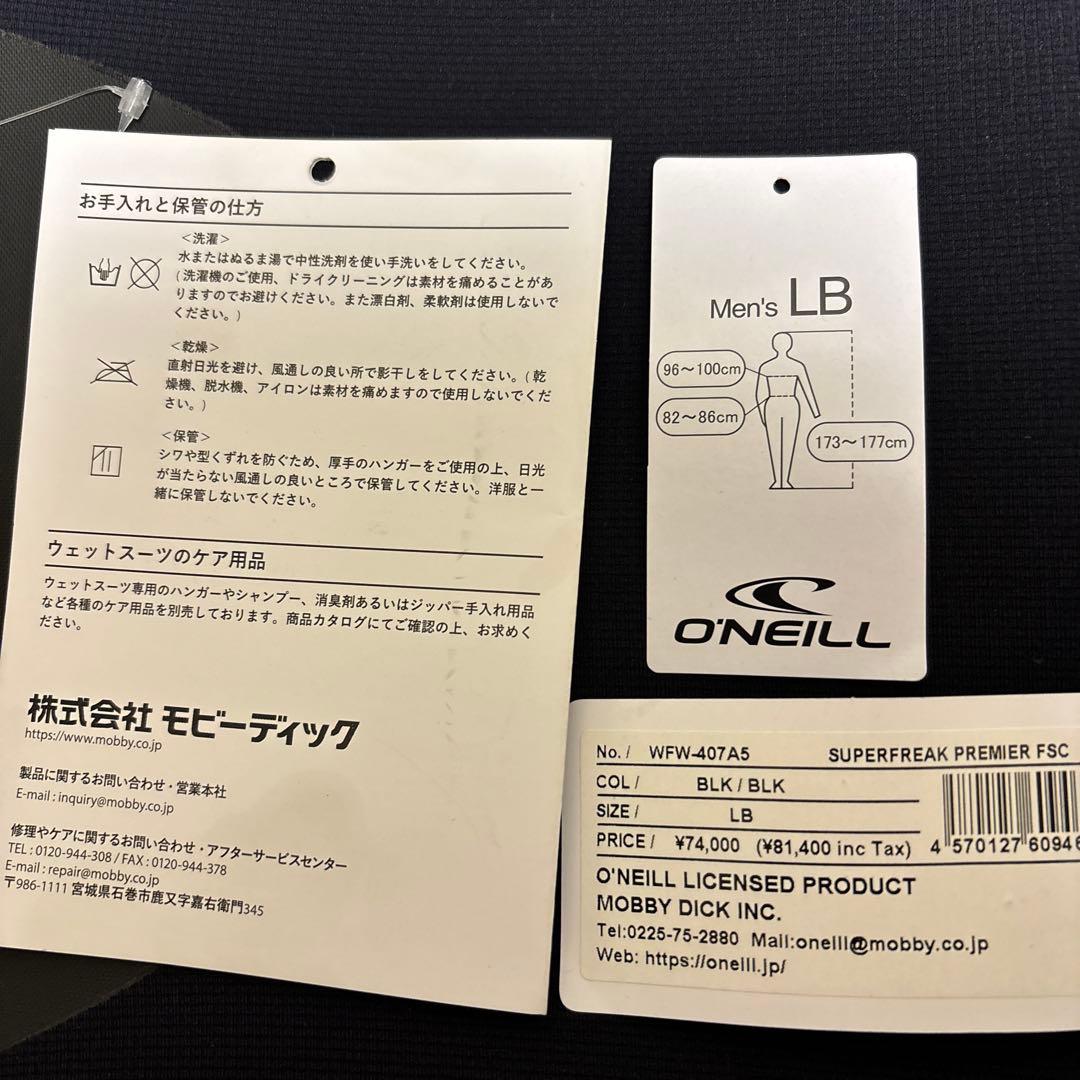 お手入れと保管の仕方
＜洗濯＞
水またはぬるま湯で中性洗剤を使い手洗いをしてください。
(洗濯機のご使用、ドライクリーニングは素材を痛めることがあ
りますのでお避けください。また漂白剤、柔軟剤は使用しないで
ください。)
＜乾燥＞
直射日光を避け、風通しの良い所で影干しをしてください。(乾
燥機、脱水機、アイロンは素材を痛めますので使用しないでくだ
さい。)
＜保管＞
シワや型くずれを防ぐため、厚手のハンガーをご使用の上、日光
が当たらない風通しの良いところで保管してください。洋服と一
緒に保管しないでください。
ウェットスーツのケア用品
ウェットスーツ専用のハンガーやシャンプー、消臭剤あるいはジッパー手入れ用品
など各種のケア用品を別売しております。商品カタログにてご確認の上、お求めく
ださい。
株式会社 モビーディック
https://www.mobby.co.jp
製品に関するお問い合わせ・営業本社
E-mail : inquiry@mobby.co.jp
修理やケアに関するお問い合わせ・アフターサービスセンター
TEL : 0120-944-308 / FAX : 0120-944-378
E-mail : repair@mobby.co.jp
〒986-1111 宮城県石巻市鹿又字嘉右衛門345
Men's LB
96～100cm
82～86cm
173～177cm
O'NEILL
No. / WFW-407A5 SUPERFREAK PREMIER FSC
COL / BLK / BLK
SIZE / LB
PRICE / ¥74,000 (¥81,400 inc Tax)
4 570127 60946
O'NEILL LICENSED PRODUCT
MOBBY DICK INC.
Tel:0225-75-2880 Mail:oneill@mobby.co.jp
Web: https://oneill.jp/